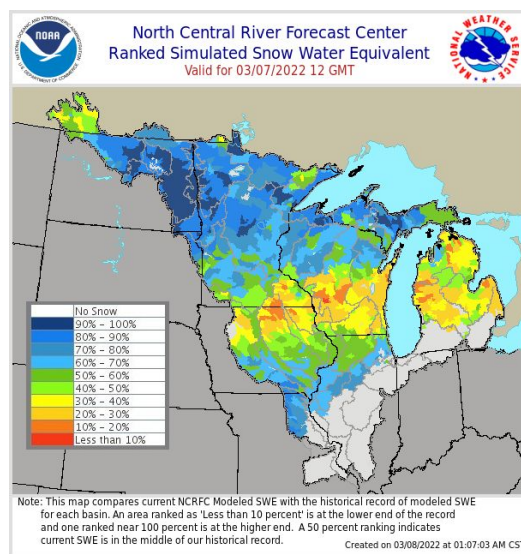 NOAA
North Central River Forecast Center
Ranked Simulated Snow Water Equivalent
Valid for 03/07/2022 12 GMT
NATIONAL WEATHER SERVICE
No Snow
90% - 100%
80% - 90%
70% - 80%
60% - 70%
50% - 60%
40% - 50%
30% - 40%
20% - 30%
10% - 20%
Less than 10%
Note: This map compares current NCRFC Modeled SWE with the historical record of modeled SWE
for each basin. An area ranked as 'Less than 10 percent' is at the lower end of the record
and one ranked near 100 percent is at the higher end. A 50 percent ranking indicates
current SWE is in the middle of our historical record.
Created on 03/08/2022 at 01:07:03 AM CST